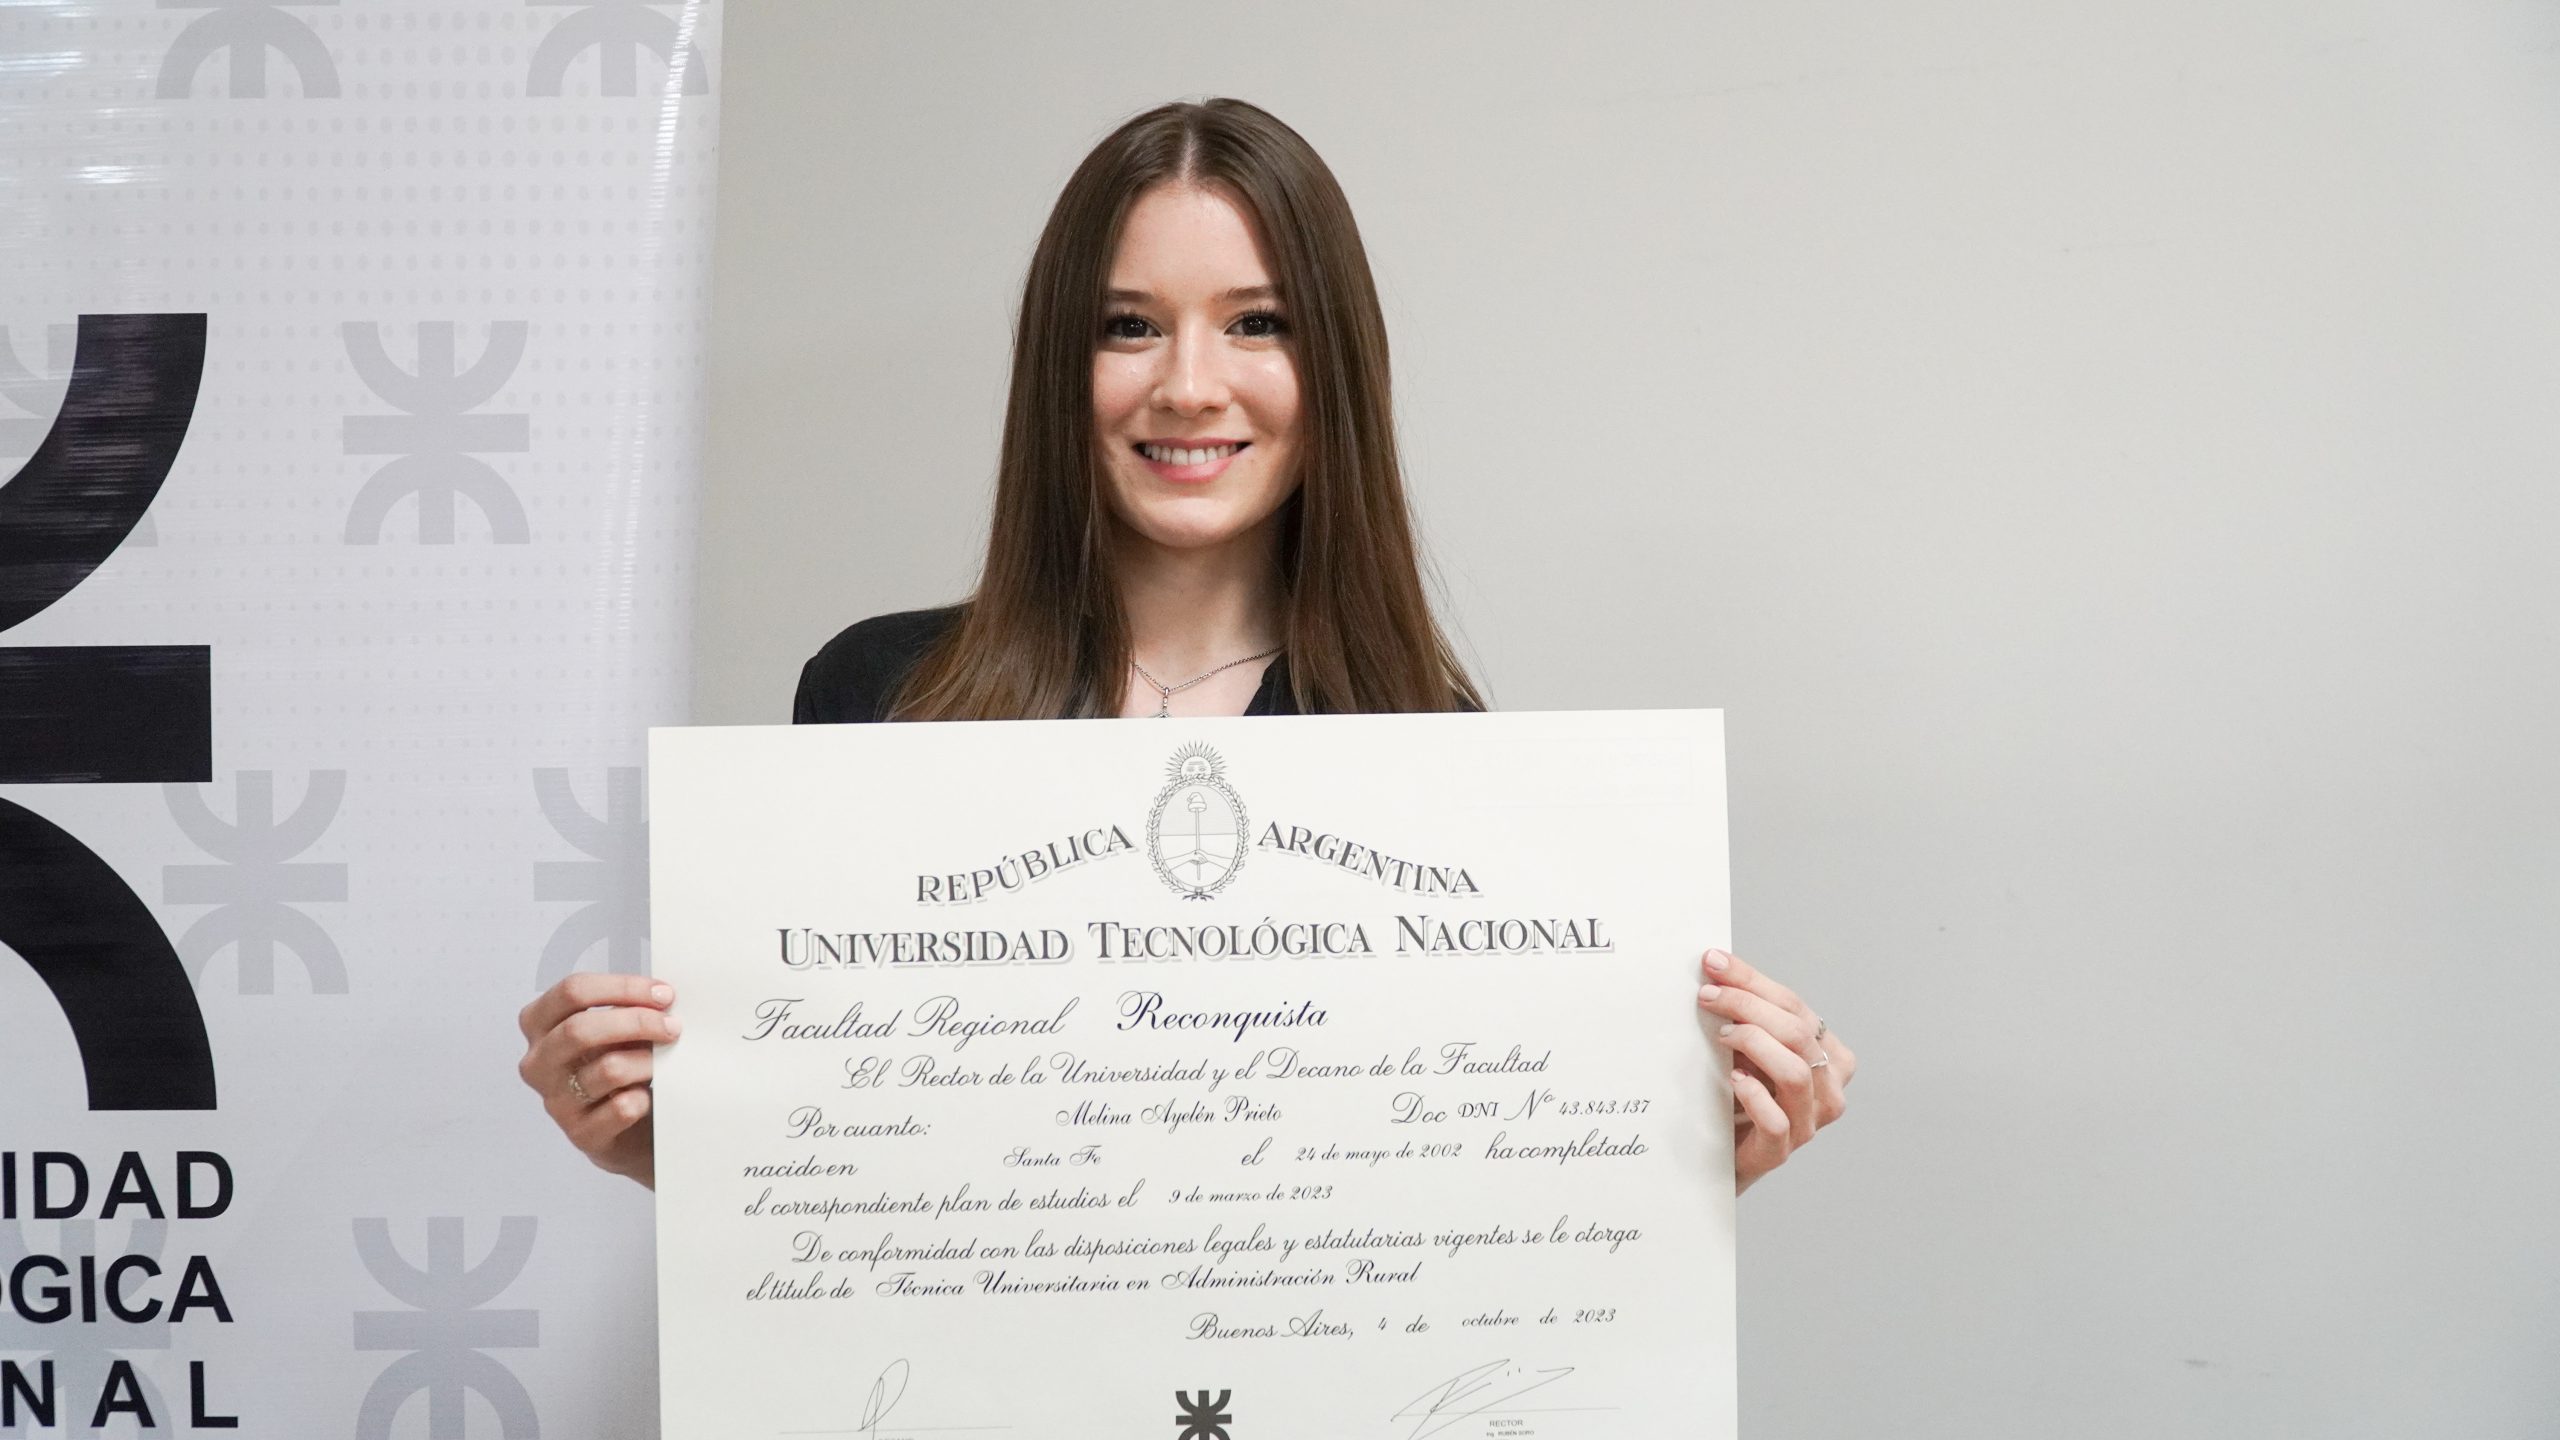 IDAD
ÓGICA
NAL
REPÚBLICA ARGENTINA
UNIVERSIDAD TECNOLÓGICA NACIONAL
Facultad Regional Reconquista
El Rector de la Universidad y el Decano de la Facultad
Por cuanto: Melina Ayelén Prieto Doc DNI Nº 43.843.137
nacido en Santa Fe el 24 de mayo de 2002 ha completado
el correspondiente plan de estudios el 9 de marzo de 2023
De conformidad con las disposiciones legales y estatutarias vigentes se le otorga
el título de Técnica Universitaria en Administración Rural
Buenos Aires, 4 de octubre de 2023
RECTOR
Ing. RUBÉN SORO